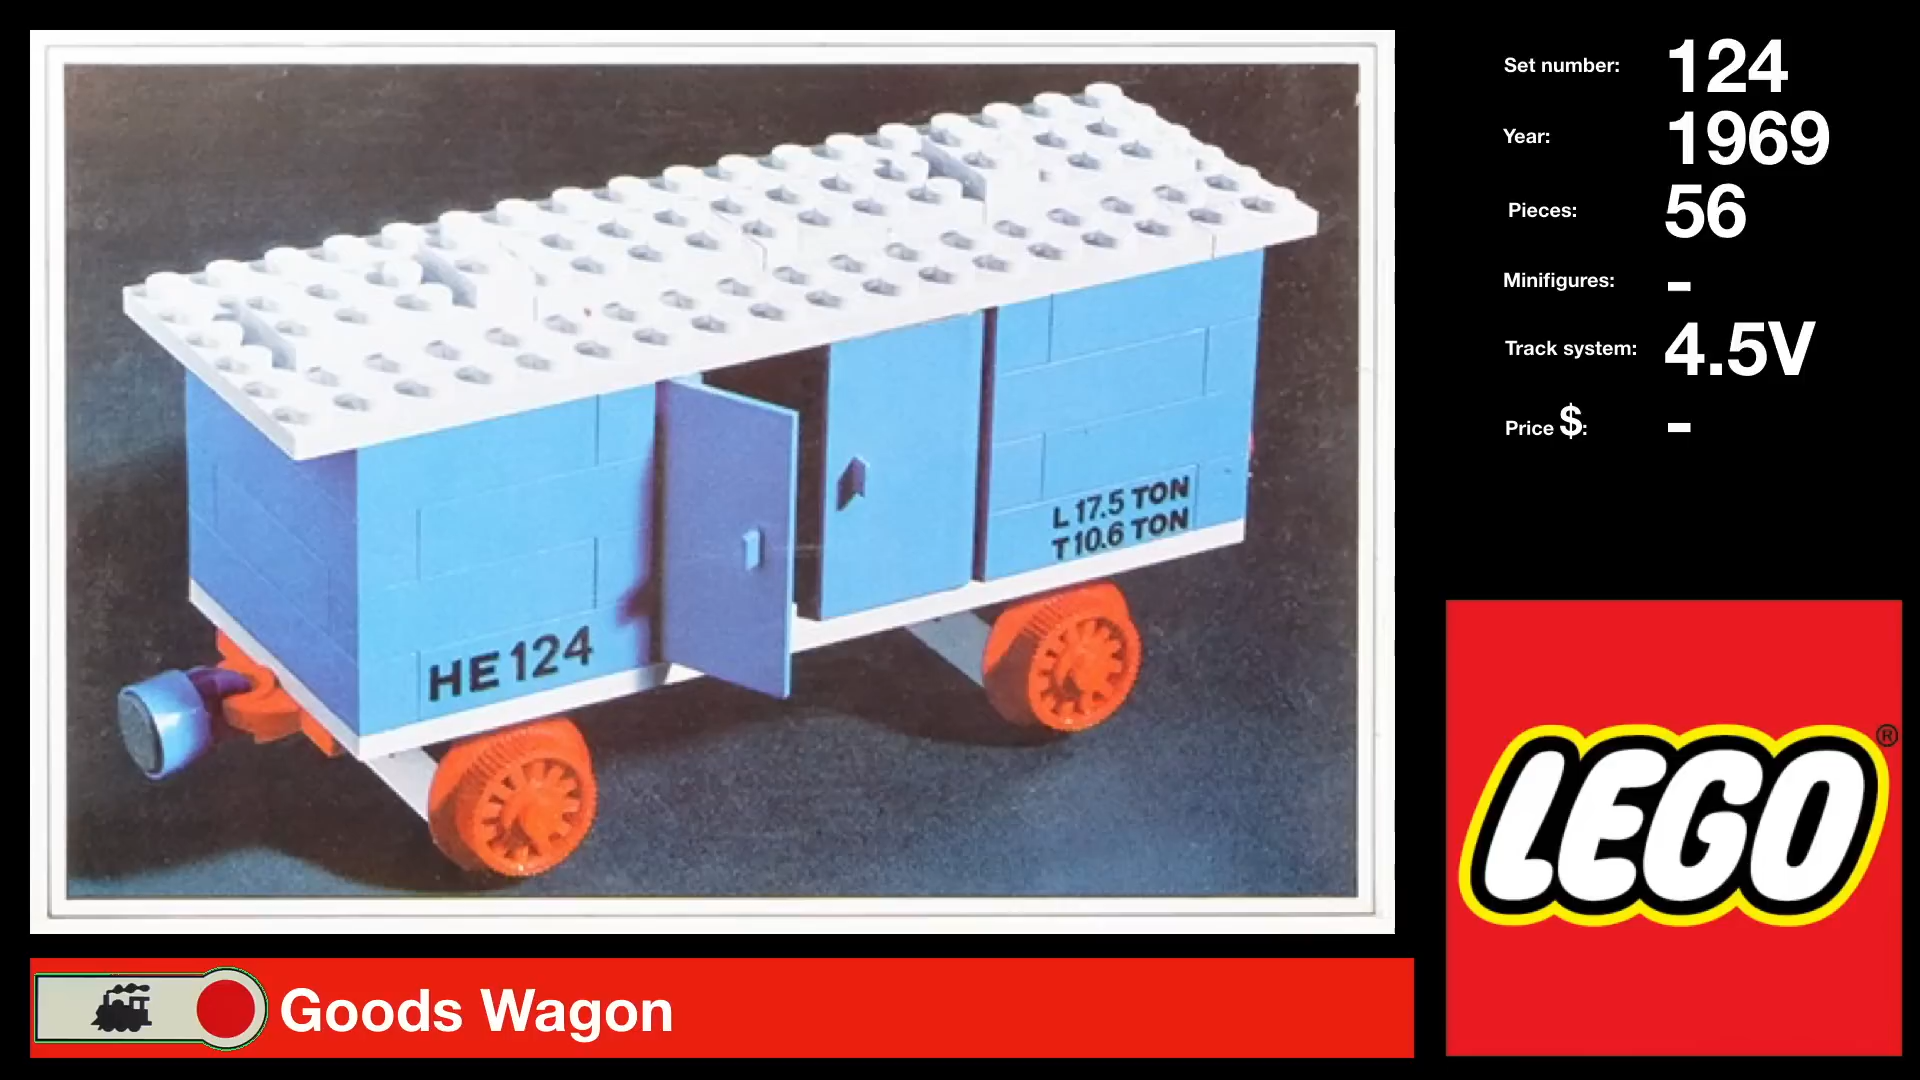 Set number: 124
Year: 1969
Pieces: 56
Minifigures: -
Track system: 4.5V
Price $: -
L 17.5 TON
T 10.6 TON
HE 124
LEGO®
Goods Wagon